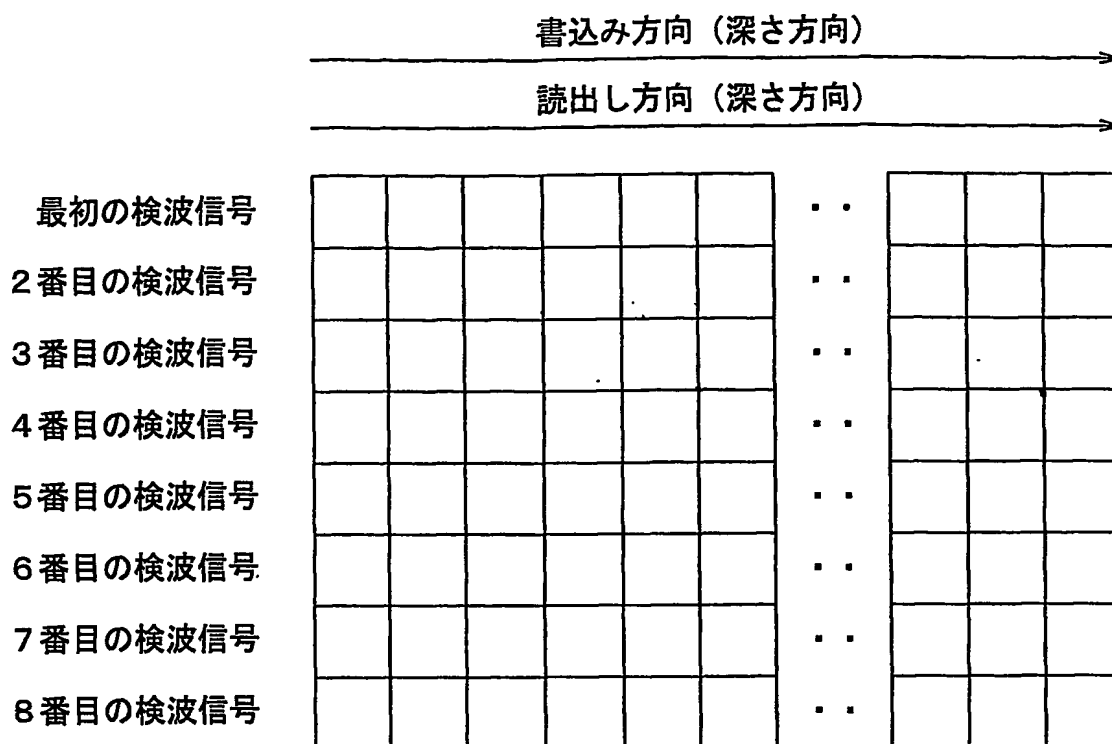 書込み方向（深さ方向）
読出し方向（深さ方向）
最初の検波信号
2番目の検波信号
3番目の検波信号
4番目の検波信号
5番目の検波信号
6番目の検波信号
7番目の検波信号
8番目の検波信号